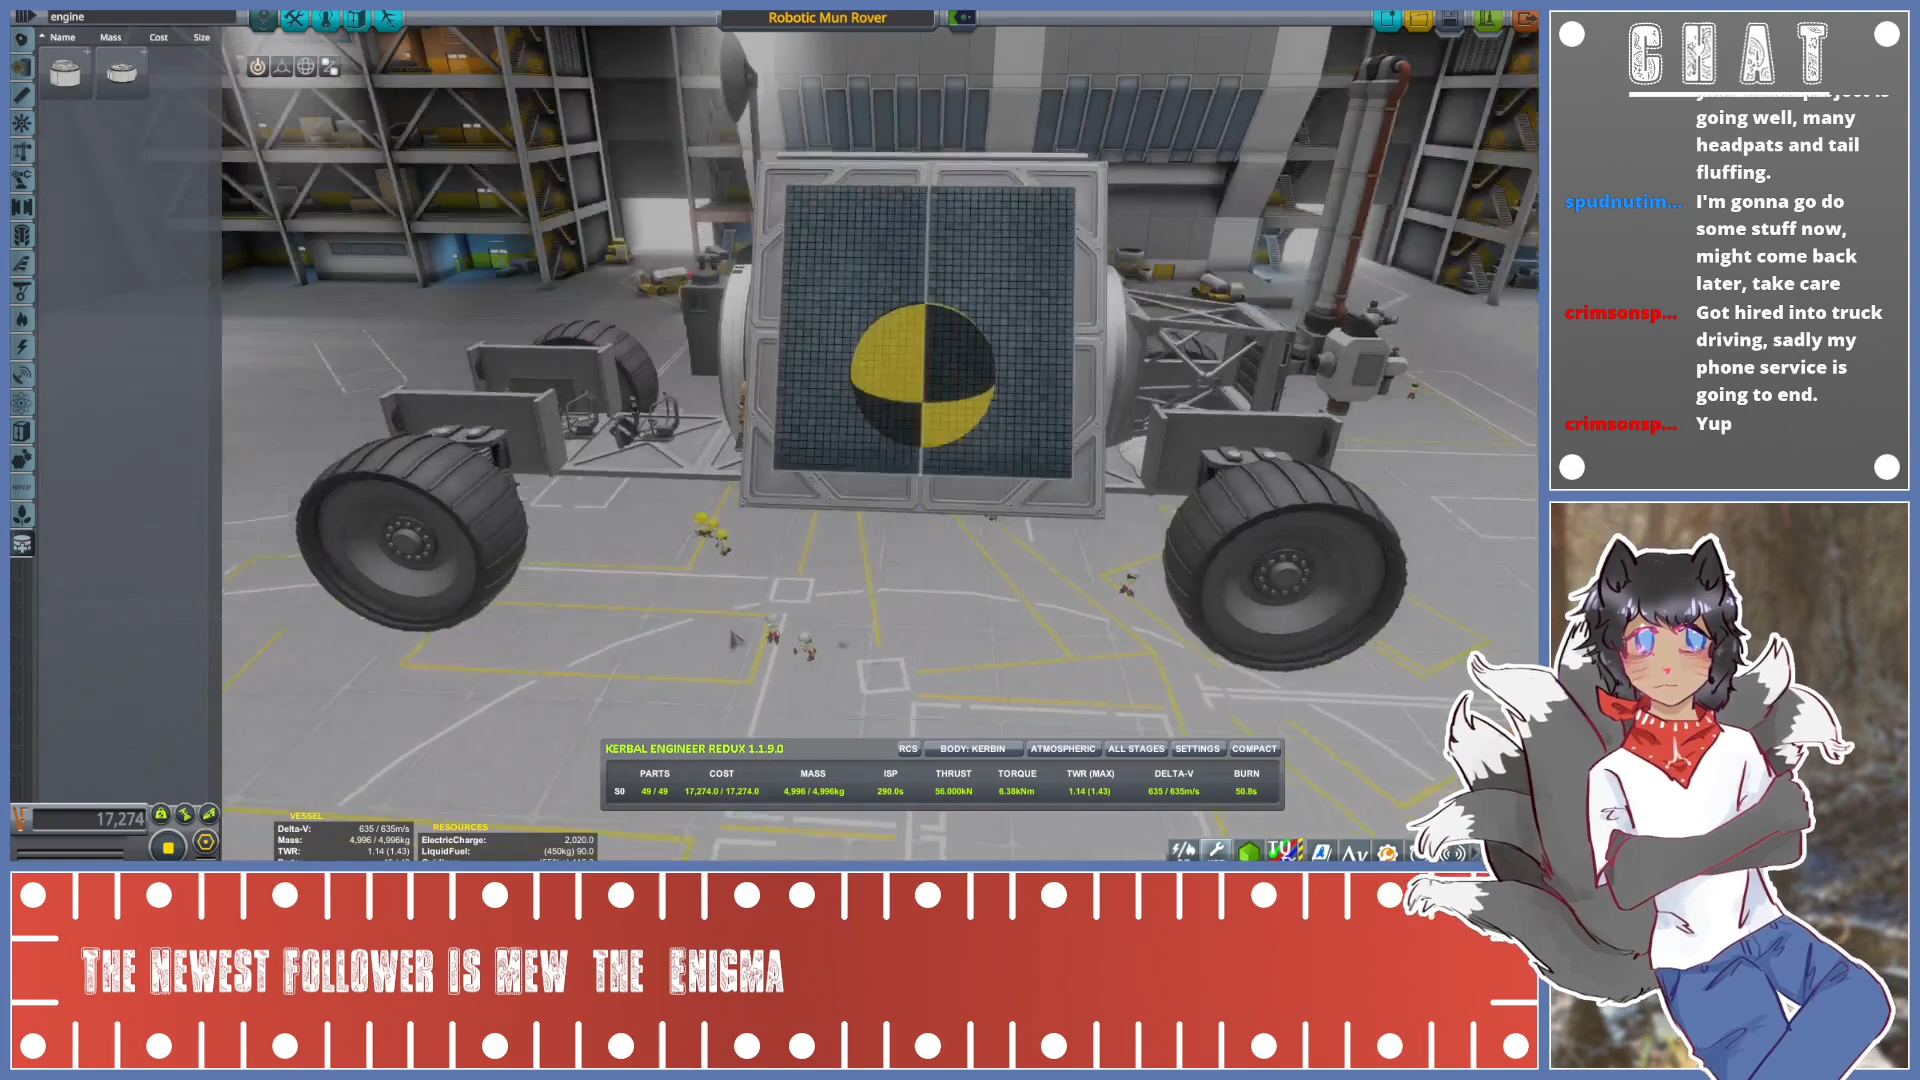 engine
Robotic Mun Rover
Name Mass Cost Size
CHAT
going well, many
headpats and tail
fluffing.
spudnutim... I'm gonna go do
some stuff now,
might come back
later, take care
crimsonsp... Got hired into truck
driving, sadly my
phone service is
going to end.
crimsonsp... Yup
KERBAL ENGINEER REDUX 1.1.9.0 RCS BODY: KERBIN ATMOSPHERIC ALL STAGES SETTINGS COMPACT
PARTS COST MASS ISP THRUST TORQUE TWR (MAX) DELTA-V BURN
S0 49 / 49 17,274.0 / 17,274.0 4,996 / 4,996kg 290.0s 56.000kN 6.38kNm 1.14 (1.43) 635 / 635m/s 50.8s
17,274
VESSEL
Delta-V: 635 / 635m/s
Mass: 4,996 / 4,996kg
TWR: 1.14 (1.43)
RESOURCES
ElectricCharge: 2,020.0
LiquidFuel: (450kg) 90.0
The Newest Follower Is Mew the Enigma